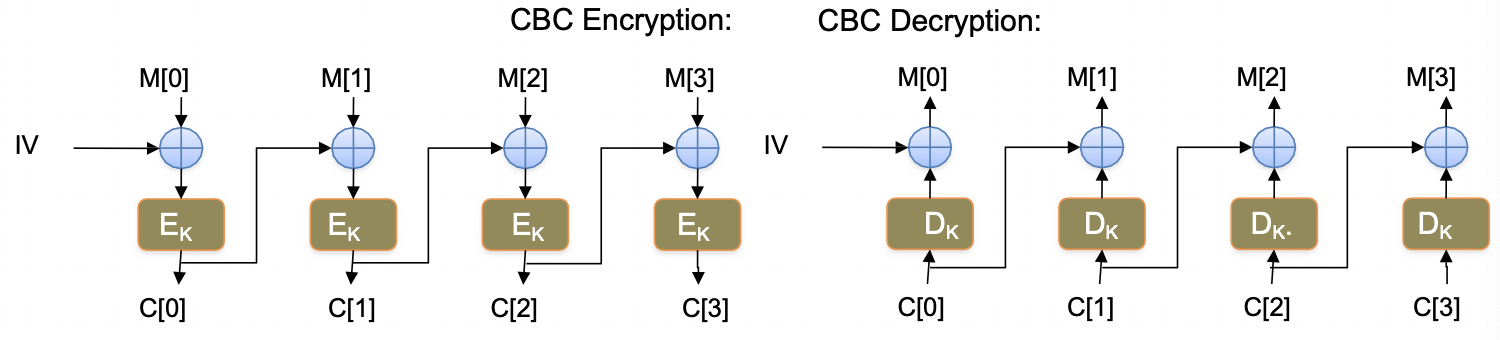 CBC Encryption: CBC Decryption:
M[0] M[1] M[2] M[3] M[0] M[1] M[2] M[3]
IV IV
EK EK EK EK DK DK DK. DK
C[0] C[1] C[2] C[3] C[0] C[1] C[2] C[3]